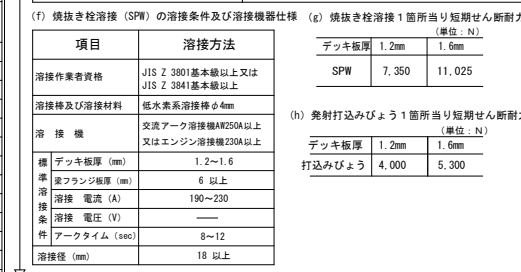 (f) 焼抜き栓溶接（SPW）の溶接条件及び溶接機器仕様
項目 溶接方法
溶接作業者資格 JIS Z 3801基本級以上又は
JIS Z 3841基本級以上
溶接棒及び溶接材料 低水素系溶接棒φ4mm
溶 接 機 交流アーク溶接機AW250A以上
又はエンジン溶接機230A以上
標準溶接条件
デッキ板厚 (mm) 1.2～1.6
梁フランジ板厚 (mm) 6 以上
溶接 電流 (A) 190～230
溶接 電圧 (V) ——
アークタイム (sec) 8～12
溶接径 (mm) 18 以上
(g) 焼抜き栓溶接１箇所当り短期せん断耐
(単位：N)
デッキ板厚 1.2mm 1.6mm
SPW 7.350 11.025
(h) 発射打込みびょう１箇所当り短期せん断耐
(単位：N)
デッキ板厚 1.2mm 1.6mm
打込みびょう 4.000 5.300